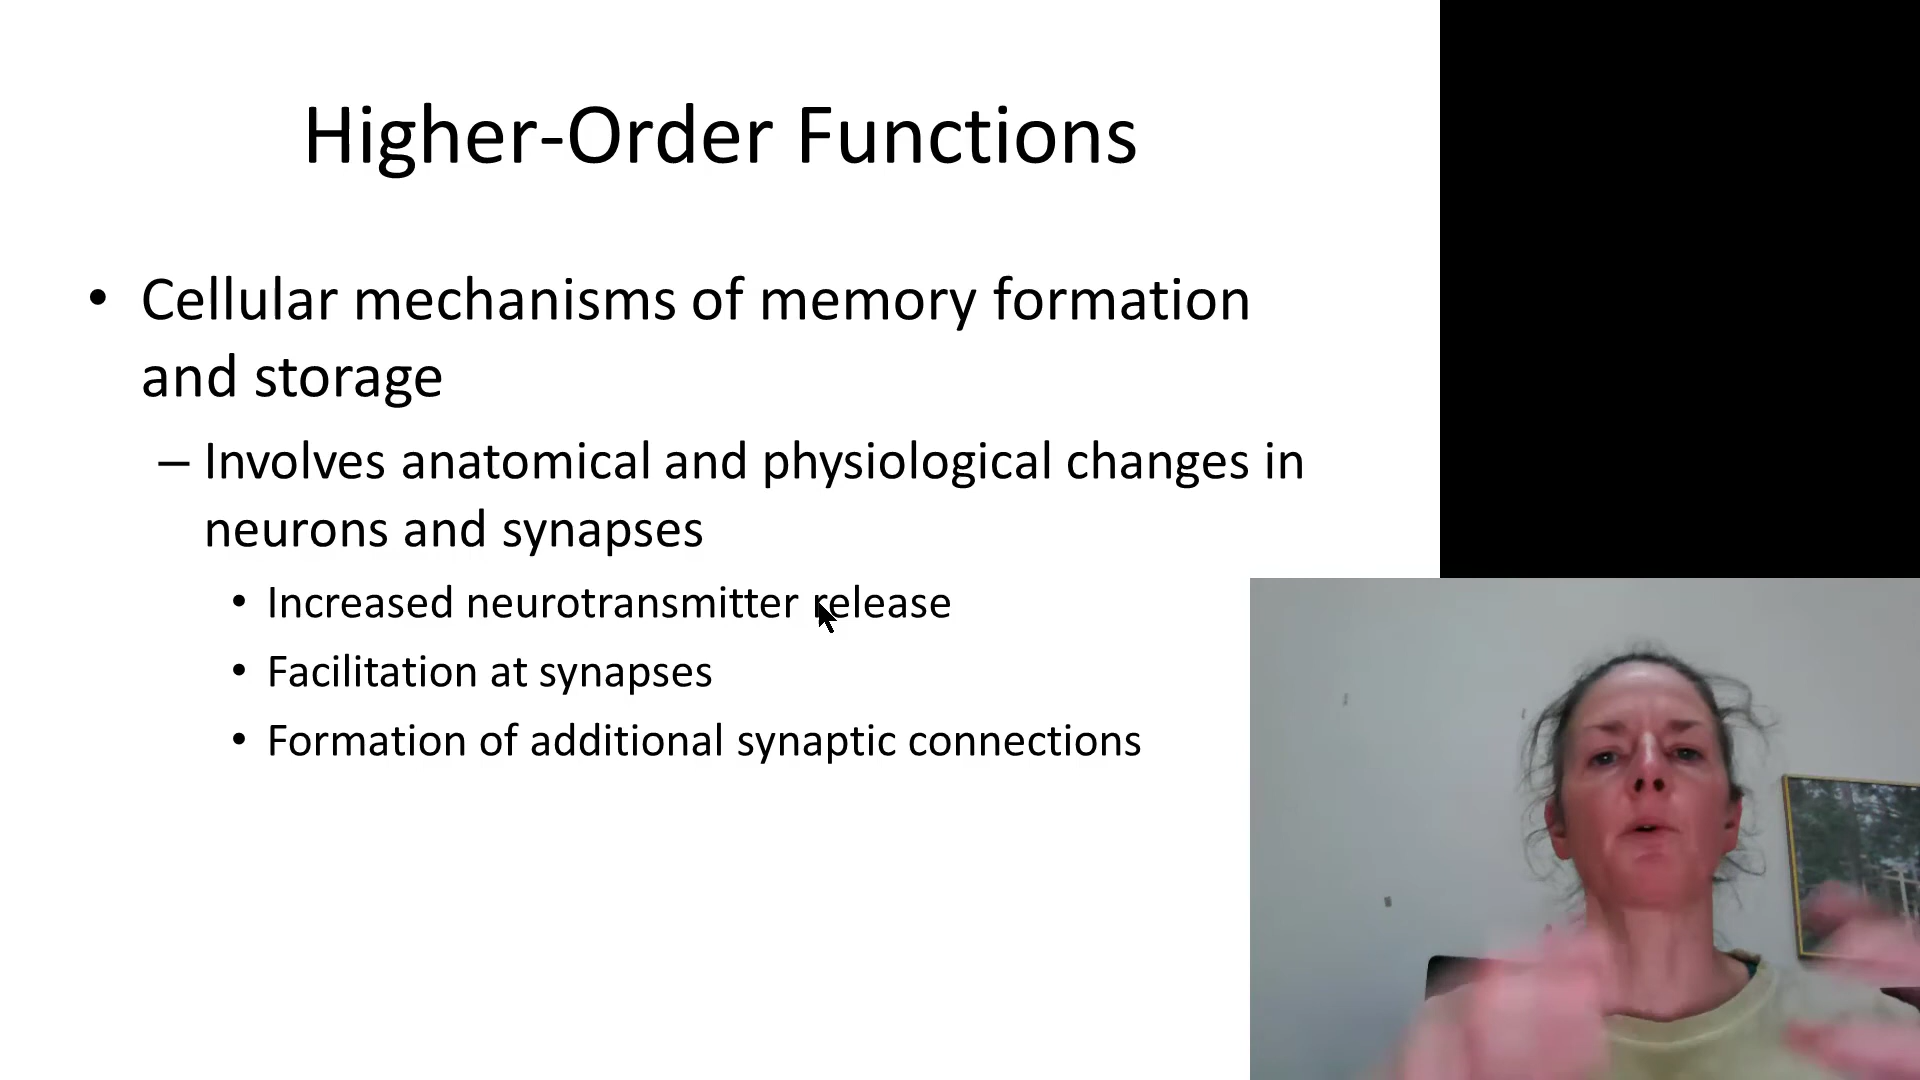 Higher-Order Functions
• Cellular mechanisms of memory formation
and storage
– Involves anatomical and physiological changes in
neurons and synapses
• Increased neurotransmitter release
• Facilitation at synapses
• Formation of additional synaptic connections